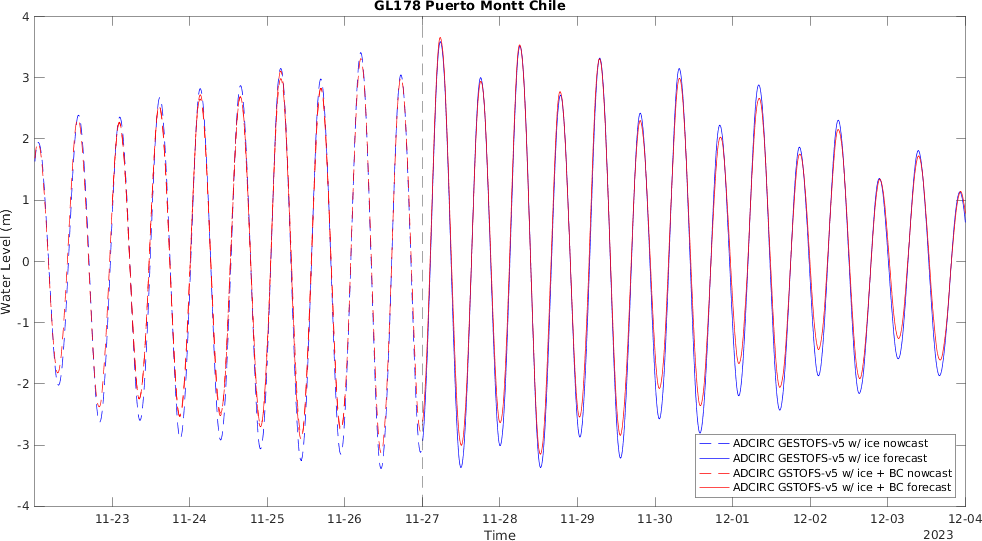 GL178 Puerto Montt Chile
4
3
2
1
0
-1
-2
-3
-4
Water Level (m)
ADCIRC GESTOFS-v5 w/ ice nowcast
ADCIRC GESTOFS-v5 w/ ice forecast
ADCIRC GSTOFS-v5 w/ ice + BC nowcast
ADCIRC GSTOFS-v5 w/ ice + BC forecast
11-23 11-24 11-25 11-26 11-27 11-28 11-29 11-30 12-01 12-02 12-03 12-04
Time
2023